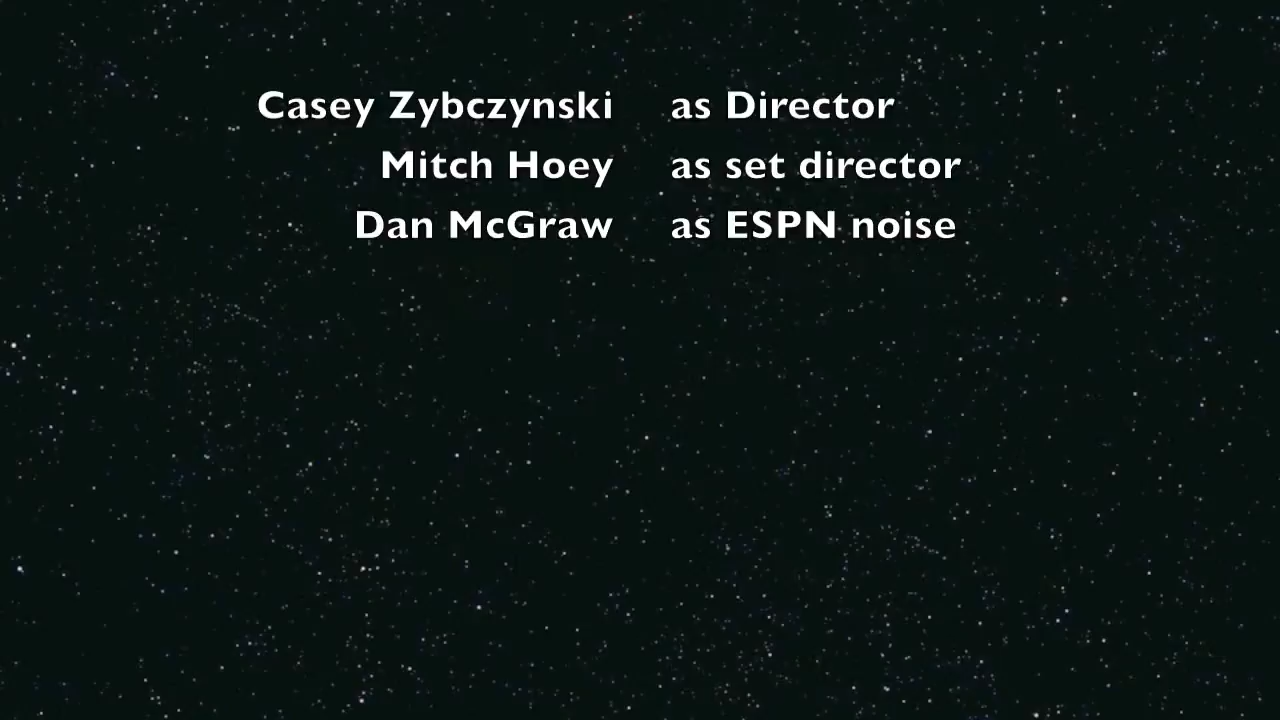 Casey Zybczynski as Director
Mitch Hoey as set director
Dan McGraw as ESPN noise